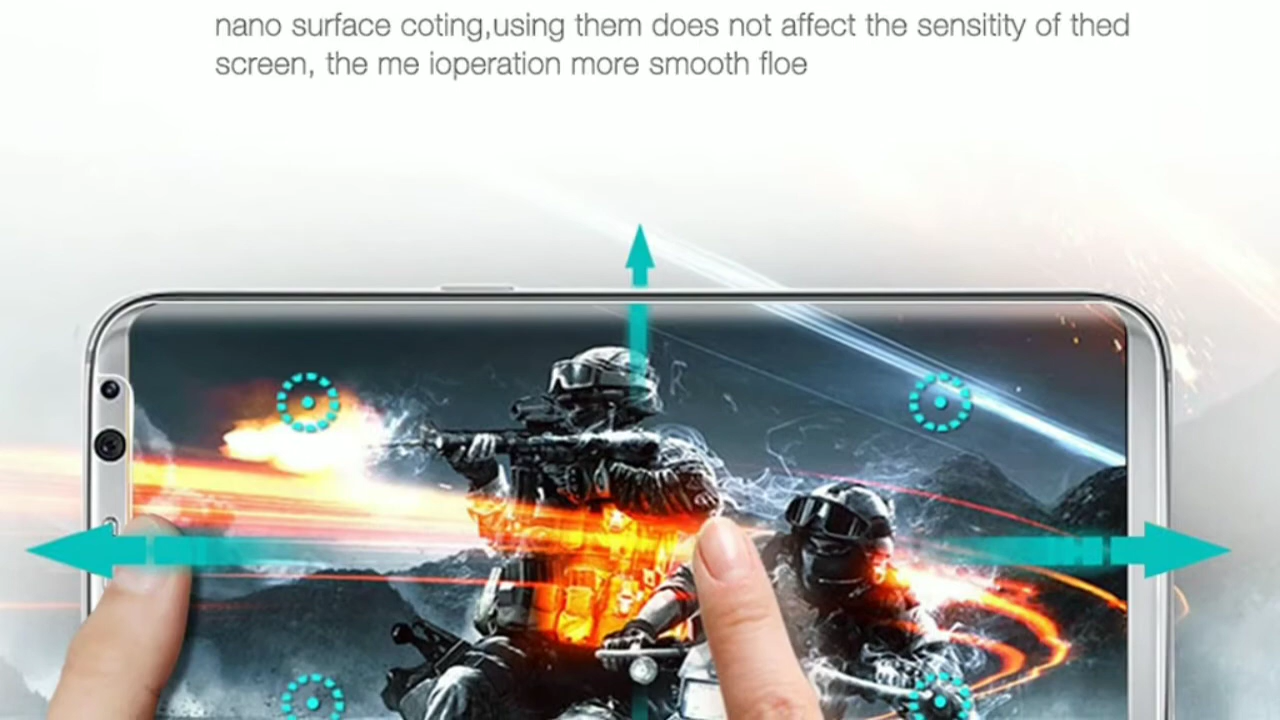 nano surface coting,using them does not affect the sensitity of thed
screen, the me ioperation more smooth floe